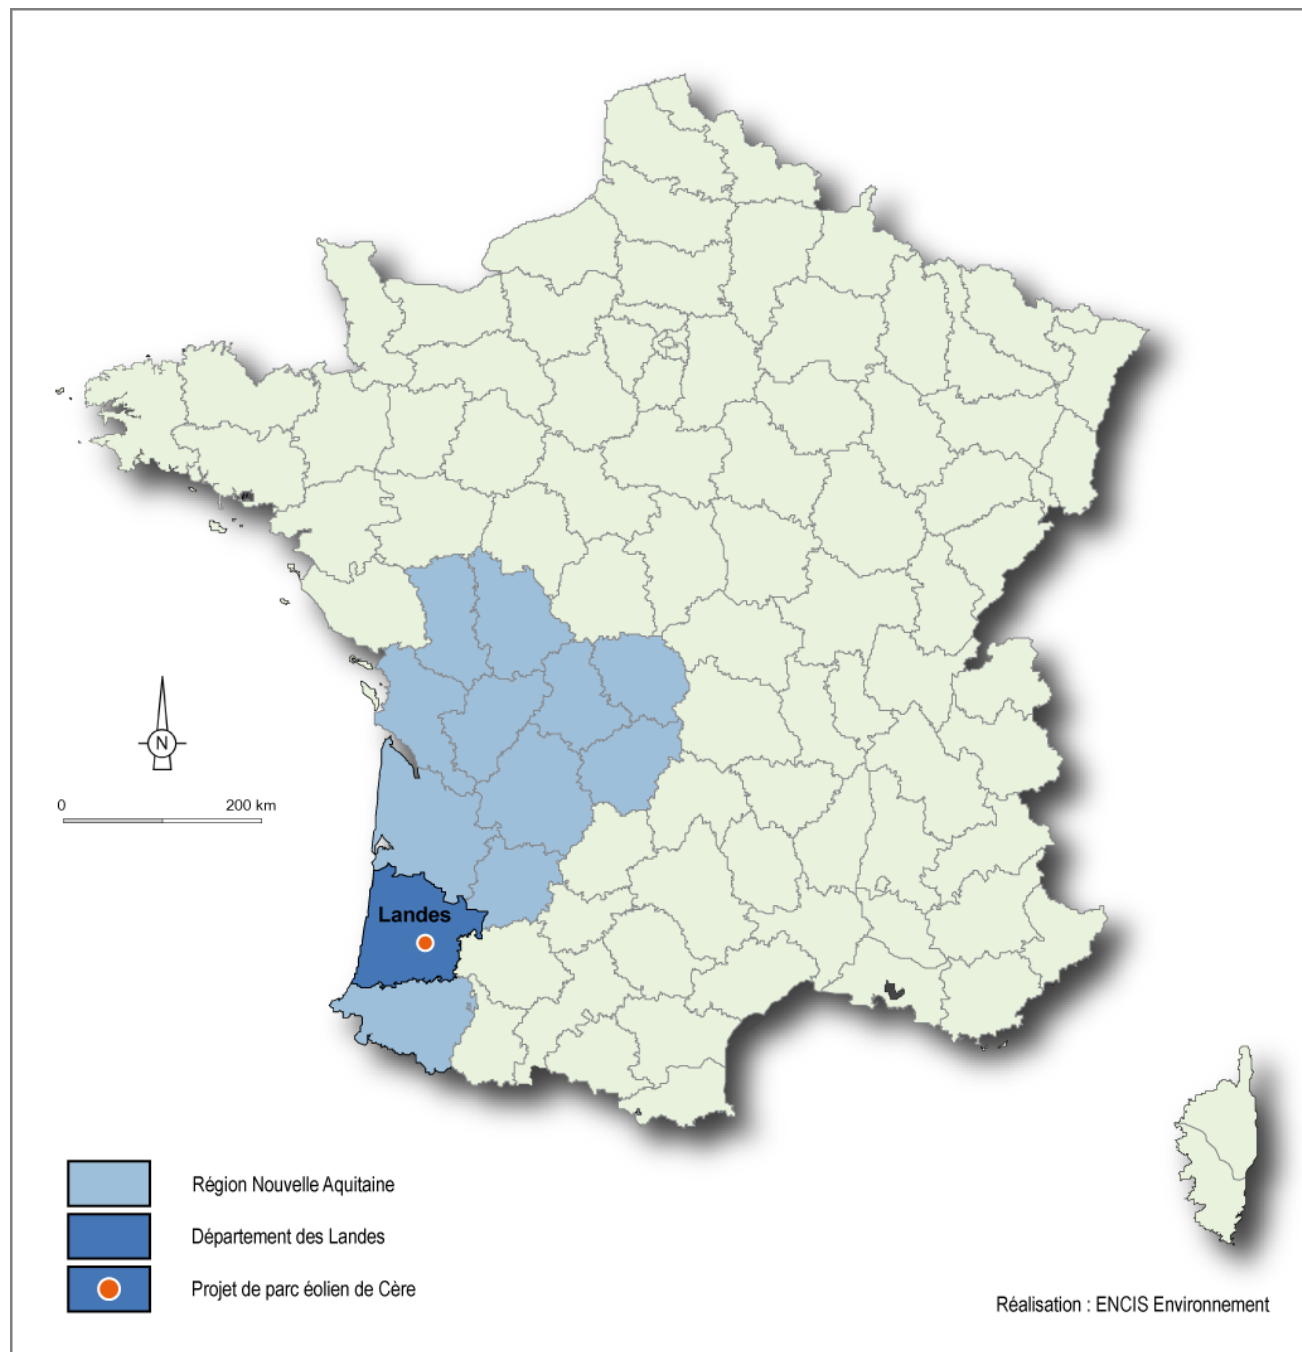 N
0 200 km
Landes
Région Nouvelle Aquitaine
Département des Landes
Projet de parc éolien de Cère
Réalisation : ENCIS Environnement